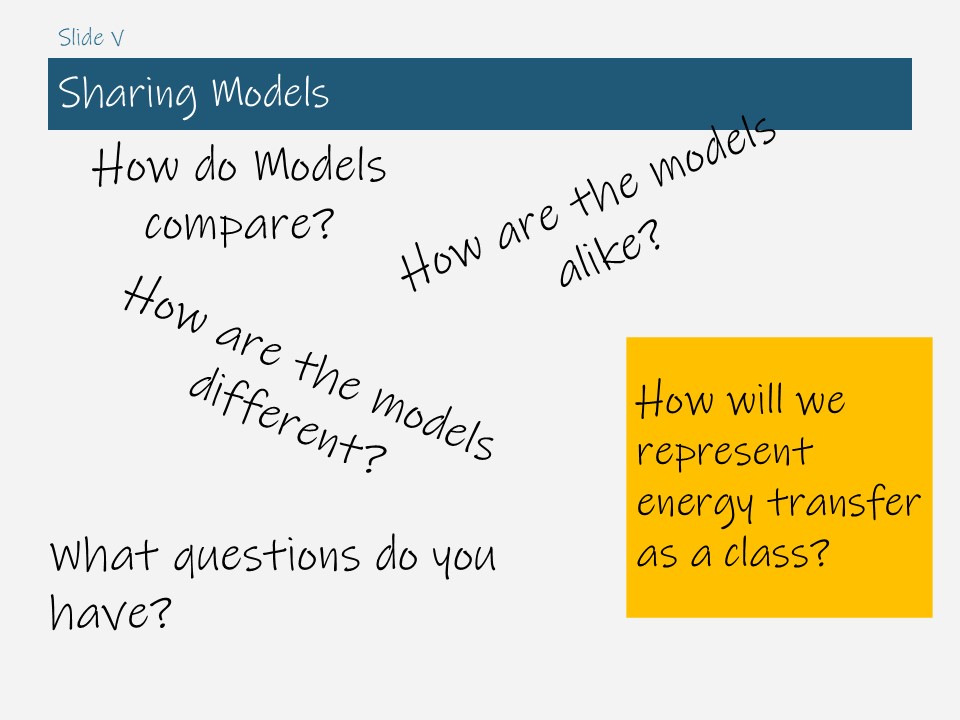 Slide V
Sharing Models
How do Models
compare?
How are the models
alike?
How are the models
different?
How will we
represent
energy transfer
as a class?
What questions do you
have?